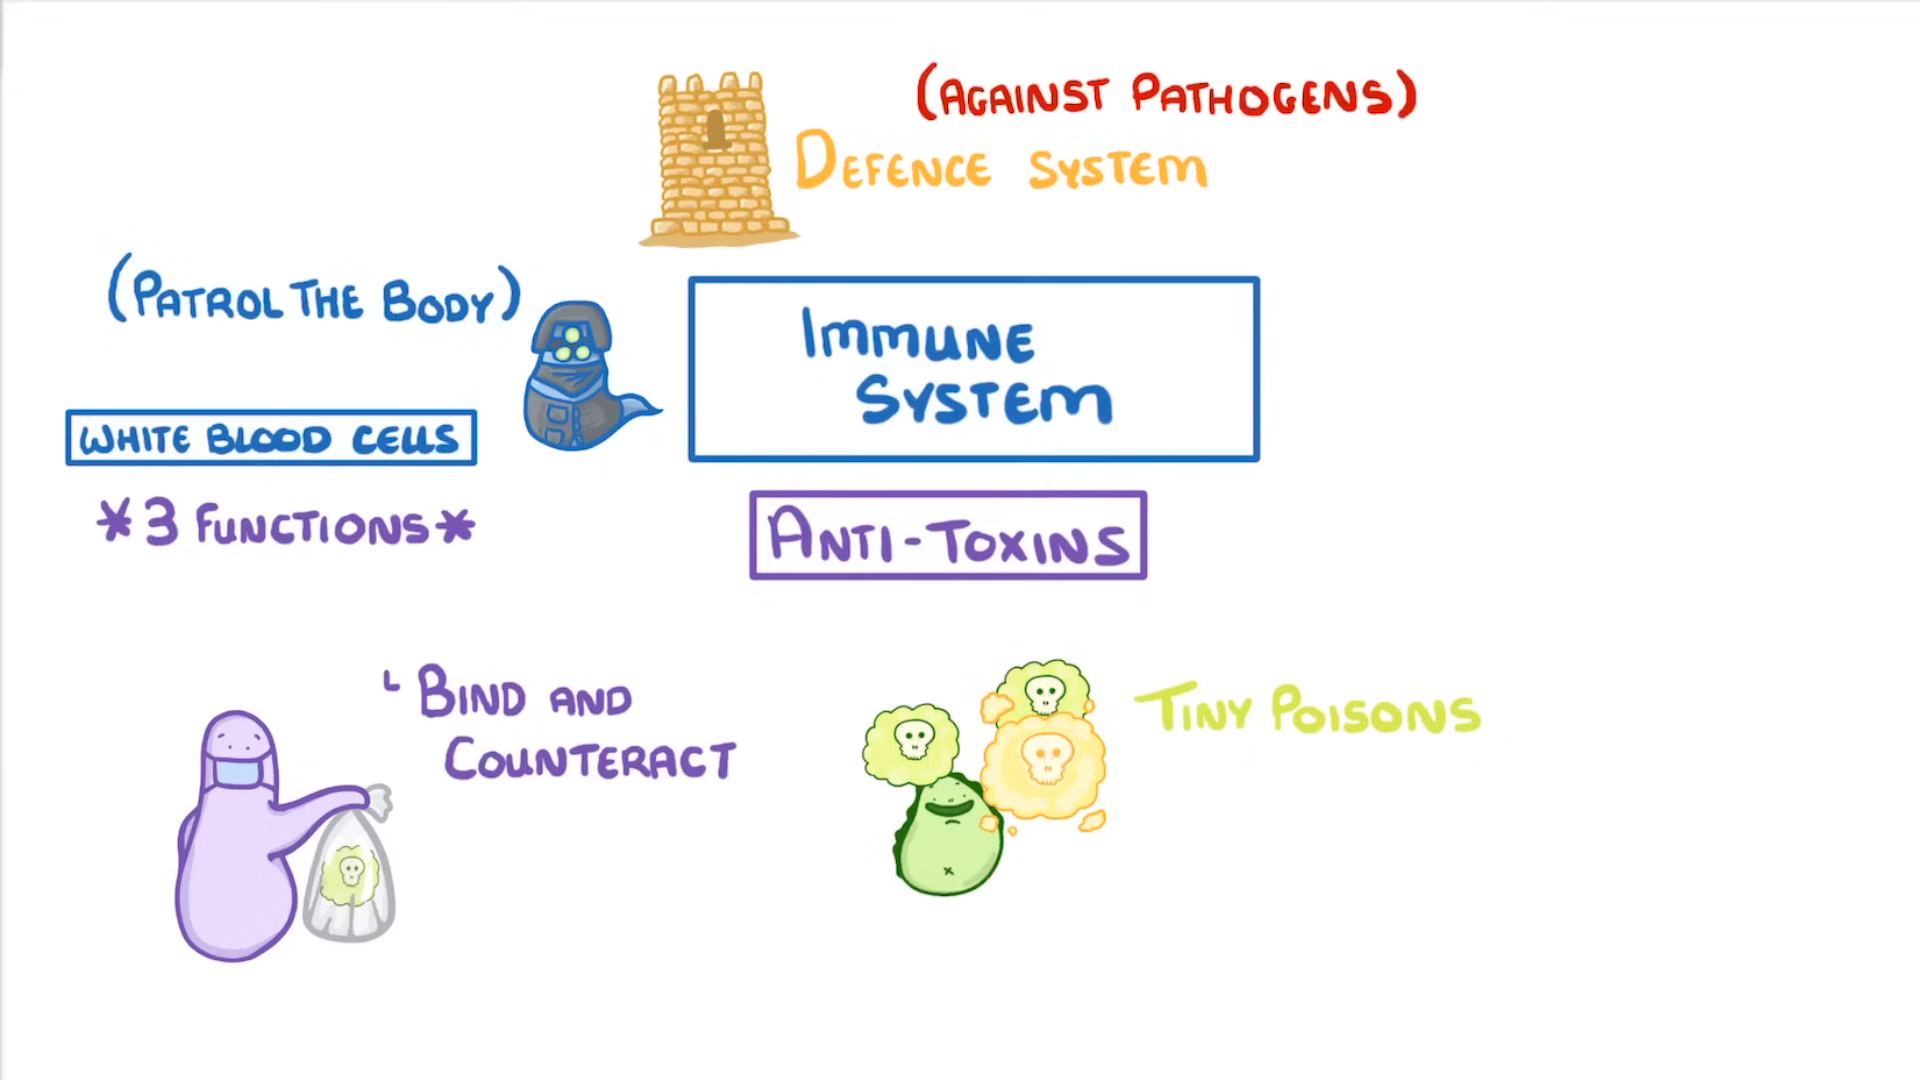 (AGAINST PATHOGENS)
DEFENCE SYSTEM
(PATROL THE BODY)
IMMUNE
SYSTEM
WHITE BLOOD CELLS
*3 FUNCTIONS*
ANTI-TOXINS
BIND AND
COUNTERACT
TINY POISONS